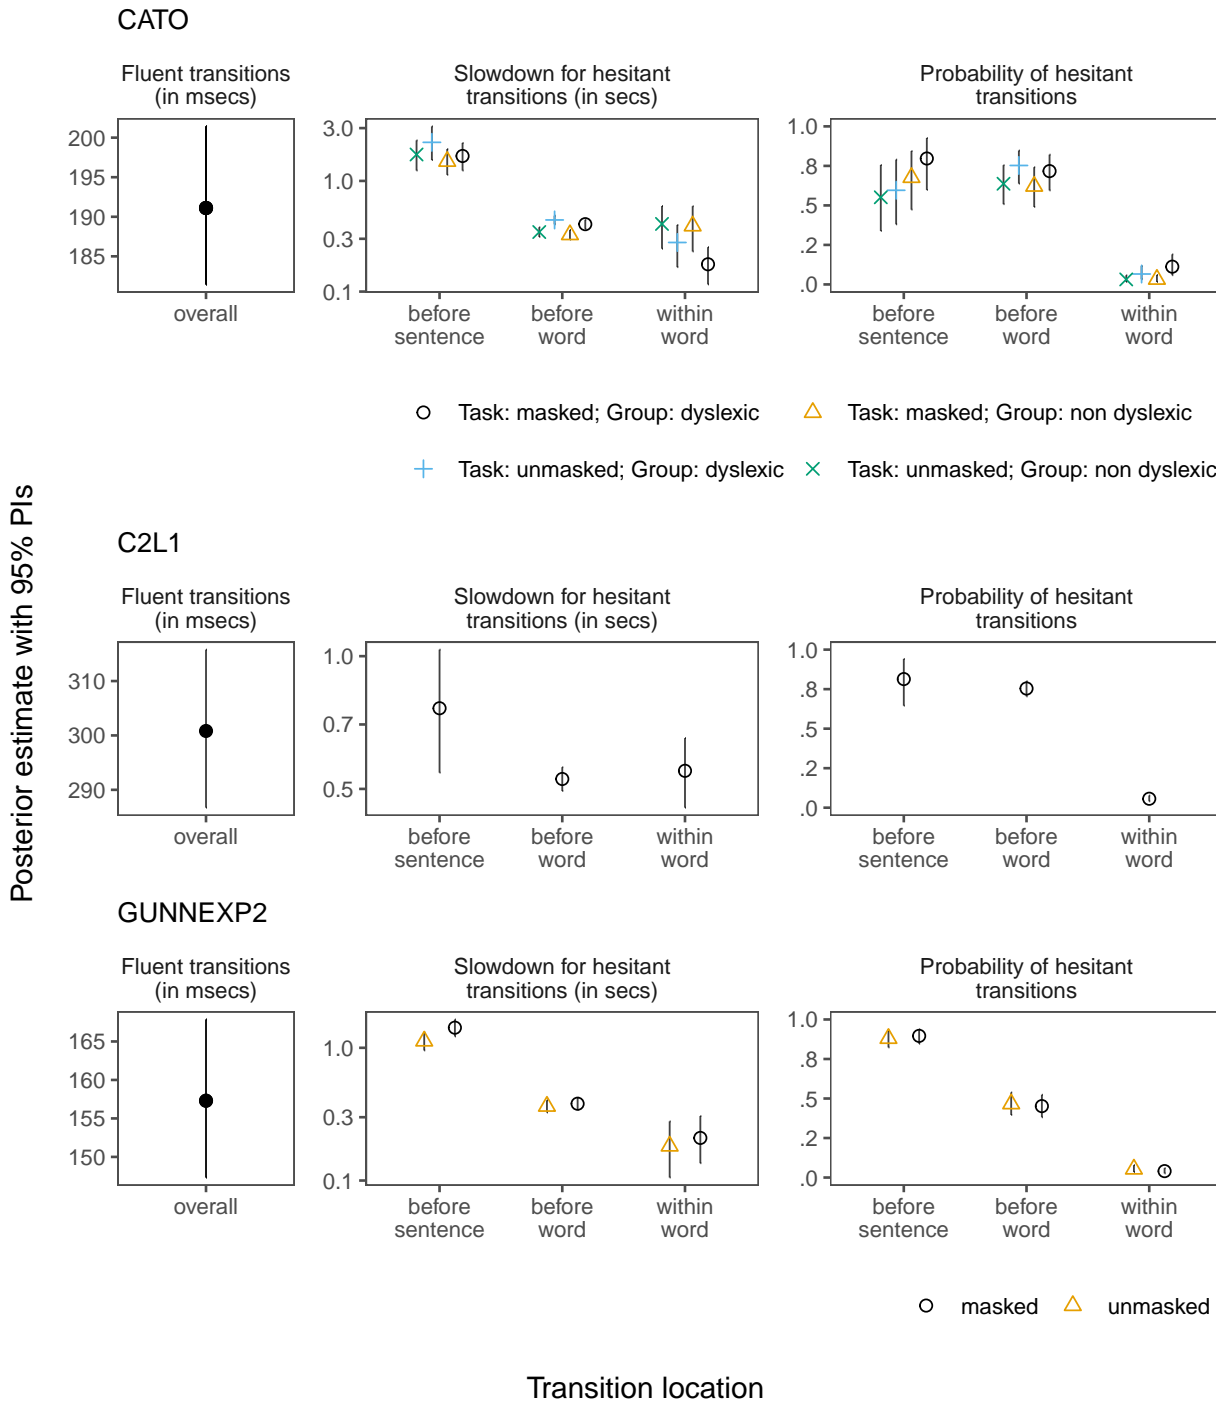 CATO
Fluent transitions
(in msecs)
Slowdown for hesitant
transitions (in secs)
Probability of hesitant
transitions
200
195
190
185
overall
3.0
1.0
0.3
0.1
before
sentence
before
word
within
word
1.0
.8
.5
.2
.0
before
sentence
before
word
within
word
Task: masked; Group: dyslexic
Task: masked; Group: non dyslexic
Task: unmasked; Group: dyslexic
Task: unmasked; Group: non dyslexic
Posterior estimate with 95% PIs
C2L1
Fluent transitions
(in msecs)
Slowdown for hesitant
transitions (in secs)
Probability of hesitant
transitions
310
300
290
overall
1.0
0.7
0.5
before
sentence
before
word
within
word
1.0
.8
.5
.2
.0
before
sentence
before
word
within
word
GUNNEXP2
Fluent transitions
(in msecs)
Slowdown for hesitant
transitions (in secs)
Probability of hesitant
transitions
165
160
155
150
overall
1.0
0.3
0.1
before
sentence
before
word
within
word
1.0
.8
.5
.2
.0
before
sentence
before
word
within
word
masked
unmasked
Transition location